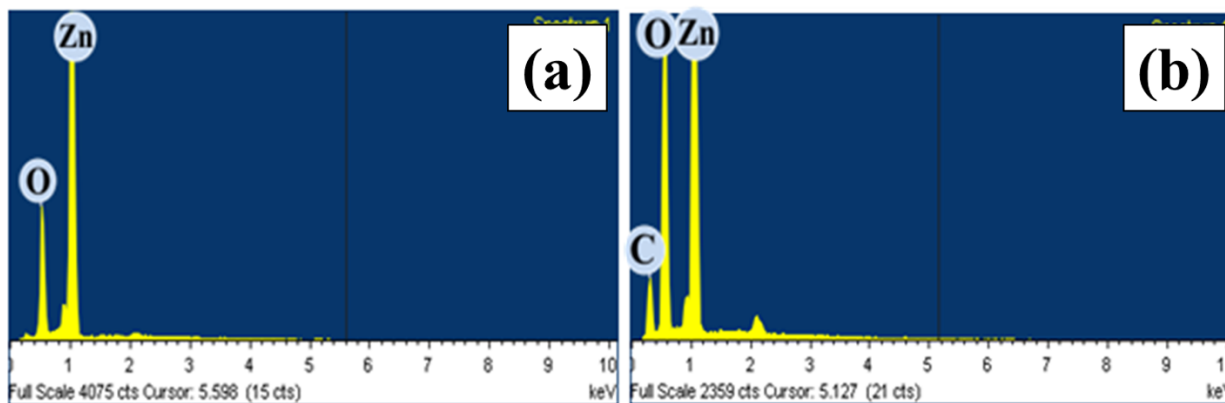 Zn
O
(a)
0 1 2 3 4 5 6 7 8 9 10
Full Scale 4075 cts Cursor: 5.598 (15 cts) keV
O Zn
C
(b)
0 1 2 3 4 5 6 7 8 9
Full Scale 2359 cts Cursor: 5.127 (21 cts)